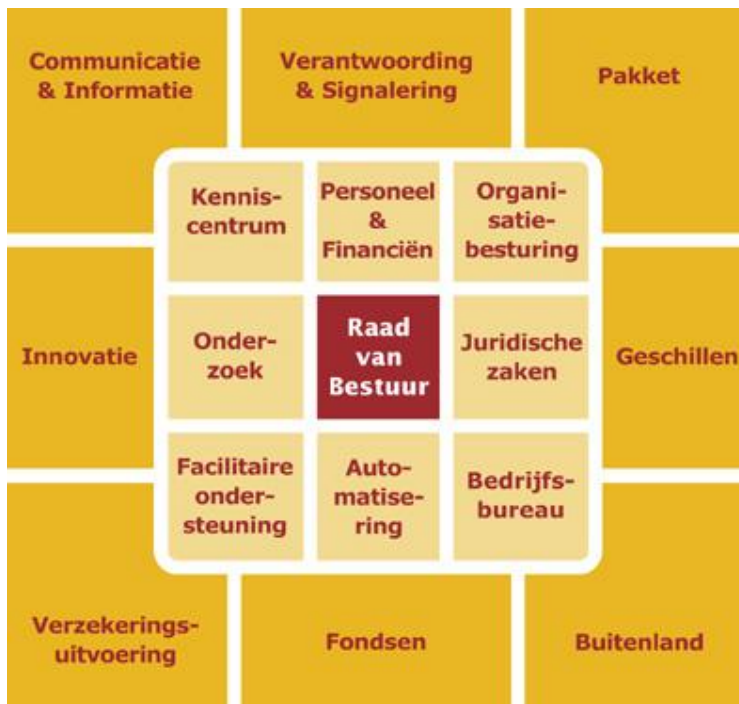 Communicatie
& Informatie
Verantwoording
& Signalering
Pakket
Kennis-
centrum
Personeel
&
Financiën
Organi-
satie-
besturing
Innovatie
Onder-
zoek
Raad
van
Bestuur
Juridische
zaken
Geschillen
Facilitaire
onder-
steuning
Auto-
matise-
ring
Bedrijfs-
bureau
Verzekerings-
uitvoering
Fondsen
Buitenland